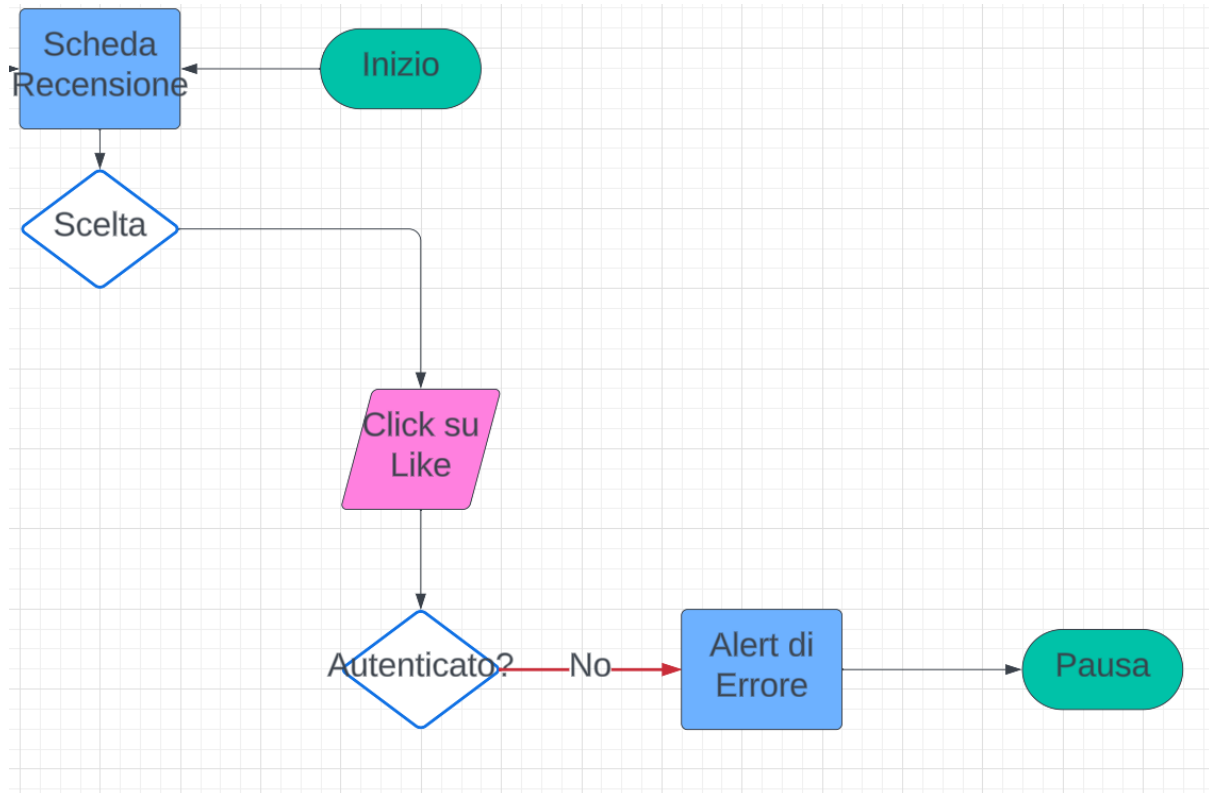 Scheda
Recensione
Inizio
Scelta
Click su
Like
Autenticato?
No
Alert di
Errore
Pausa